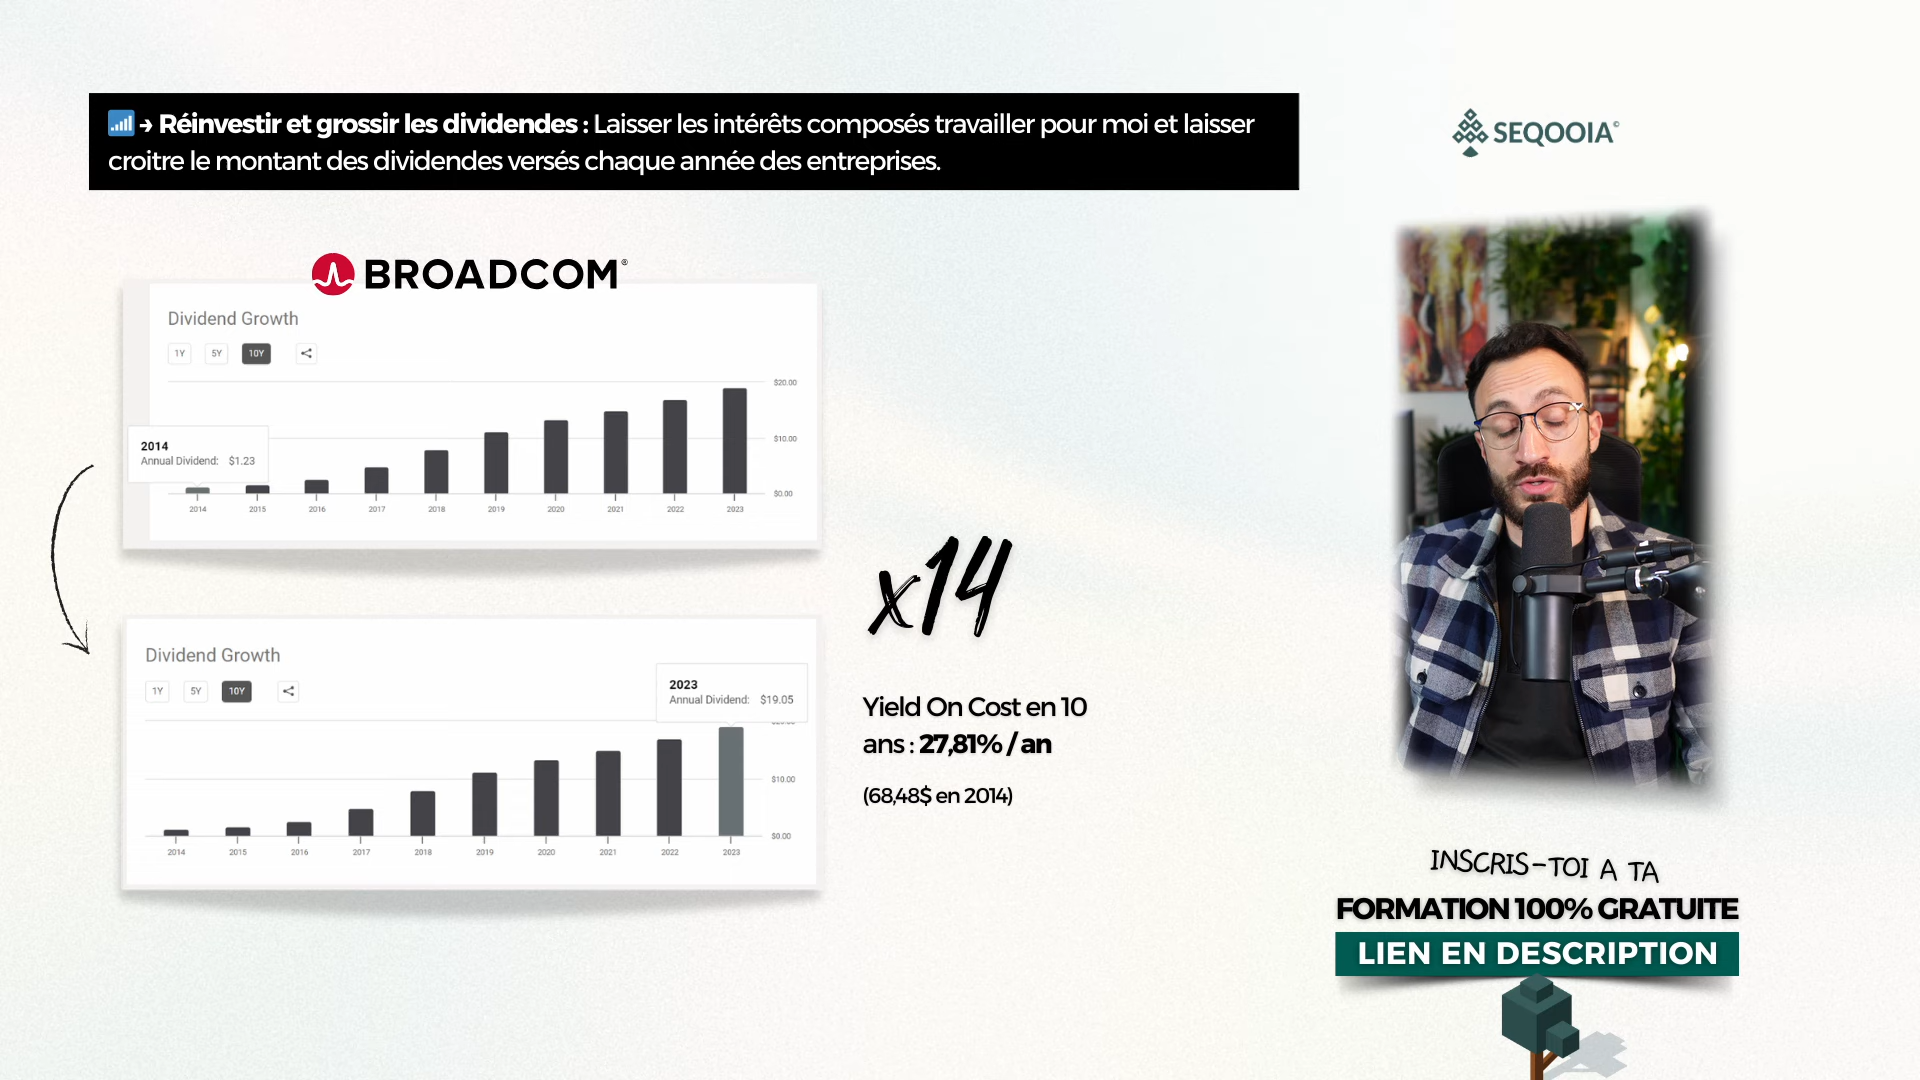 → Réinvestir et grossir les dividendes : Laisser les intérêts composés travailler pour moi et laisser
croitre le montant des dividendes versés chaque année des entreprises.
SEQOOIA©
BROADCOM®
Dividend Growth
1Y 5Y 10Y
$20.00
$10.00
$0.00
2014
Annual Dividend: $1.23
2014 2015 2016 2017 2018 2019 2020 2021 2022 2023
x14
Dividend Growth
1Y 5Y 10Y
2023
Annual Dividend: $19.05
$10.00
$0.00
2014 2015 2016 2017 2018 2019 2020 2021 2022 2023
Yield On Cost en 10
ans : 27,81% / an
(68,48$ en 2014)
INSCRIS-TOI A TA
FORMATION 100% GRATUITE
LIEN EN DESCRIPTION